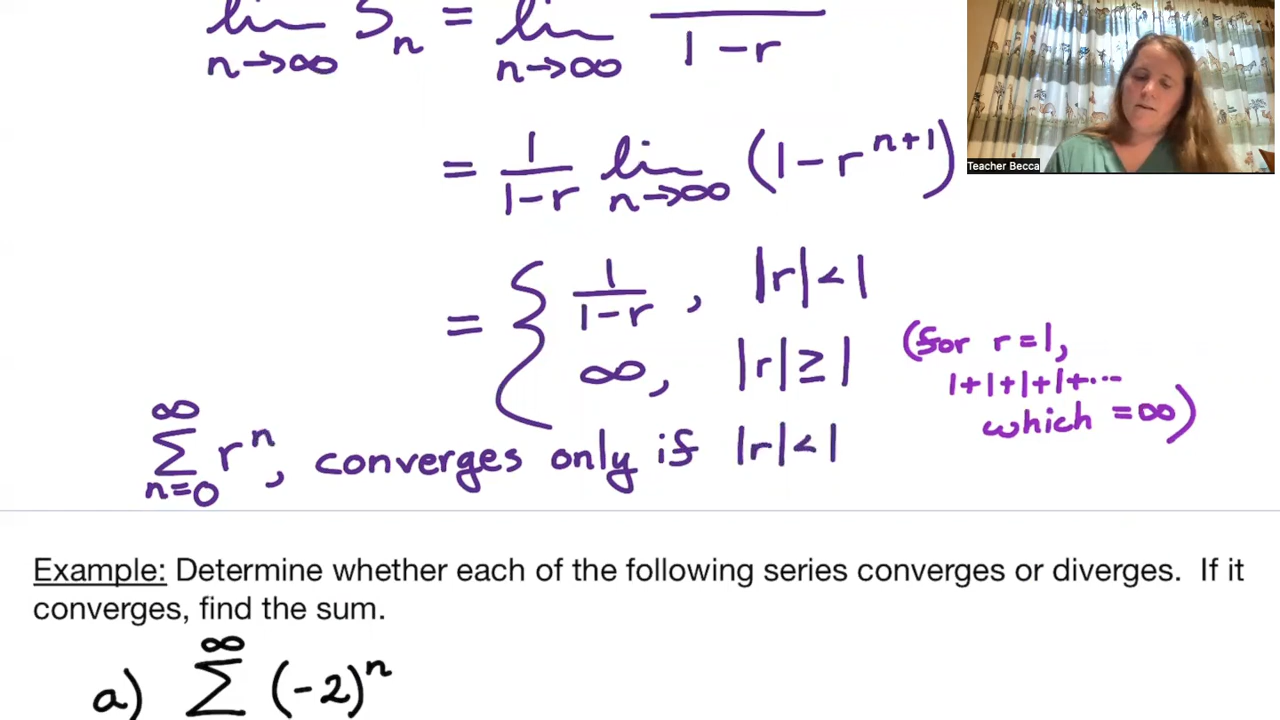 lim Sₙ = lim ——
n→∞ n→∞ 1-r
Teacher Becca
= 1/(1-r) lim n→∞ (1-rⁿ⁺¹)
= { 1/(1-r), |r|<1
∞, |r|≥1
(for r=1,
1+1+1+1+...
which =∞)
∞ Σ n=0 rⁿ, converges only if |r|<1
Example: Determine whether each of the following series converges or diverges. If it
converges, find the sum.
a) ∞ Σ (-2)ⁿ